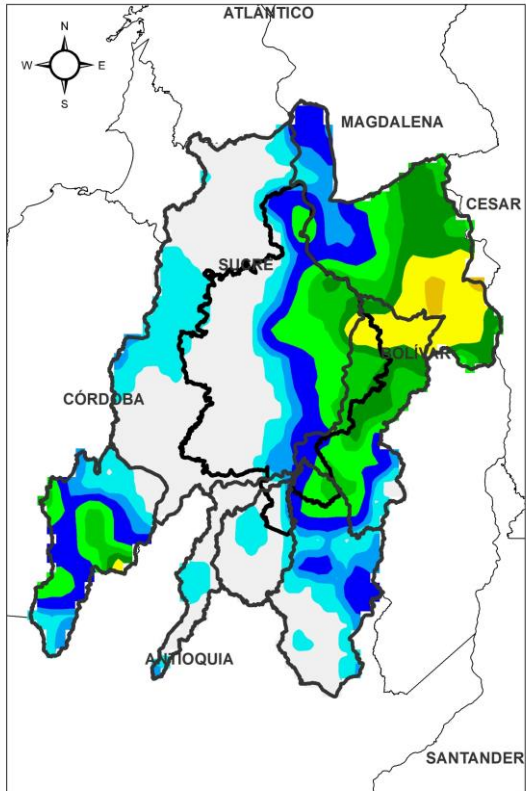 ATLÁNTICO
N
W E
S
MAGDALENA
CESAR
SUCRE
BOLÍVAR
CÓRDOBA
ANTIOQUIA
SANTANDER